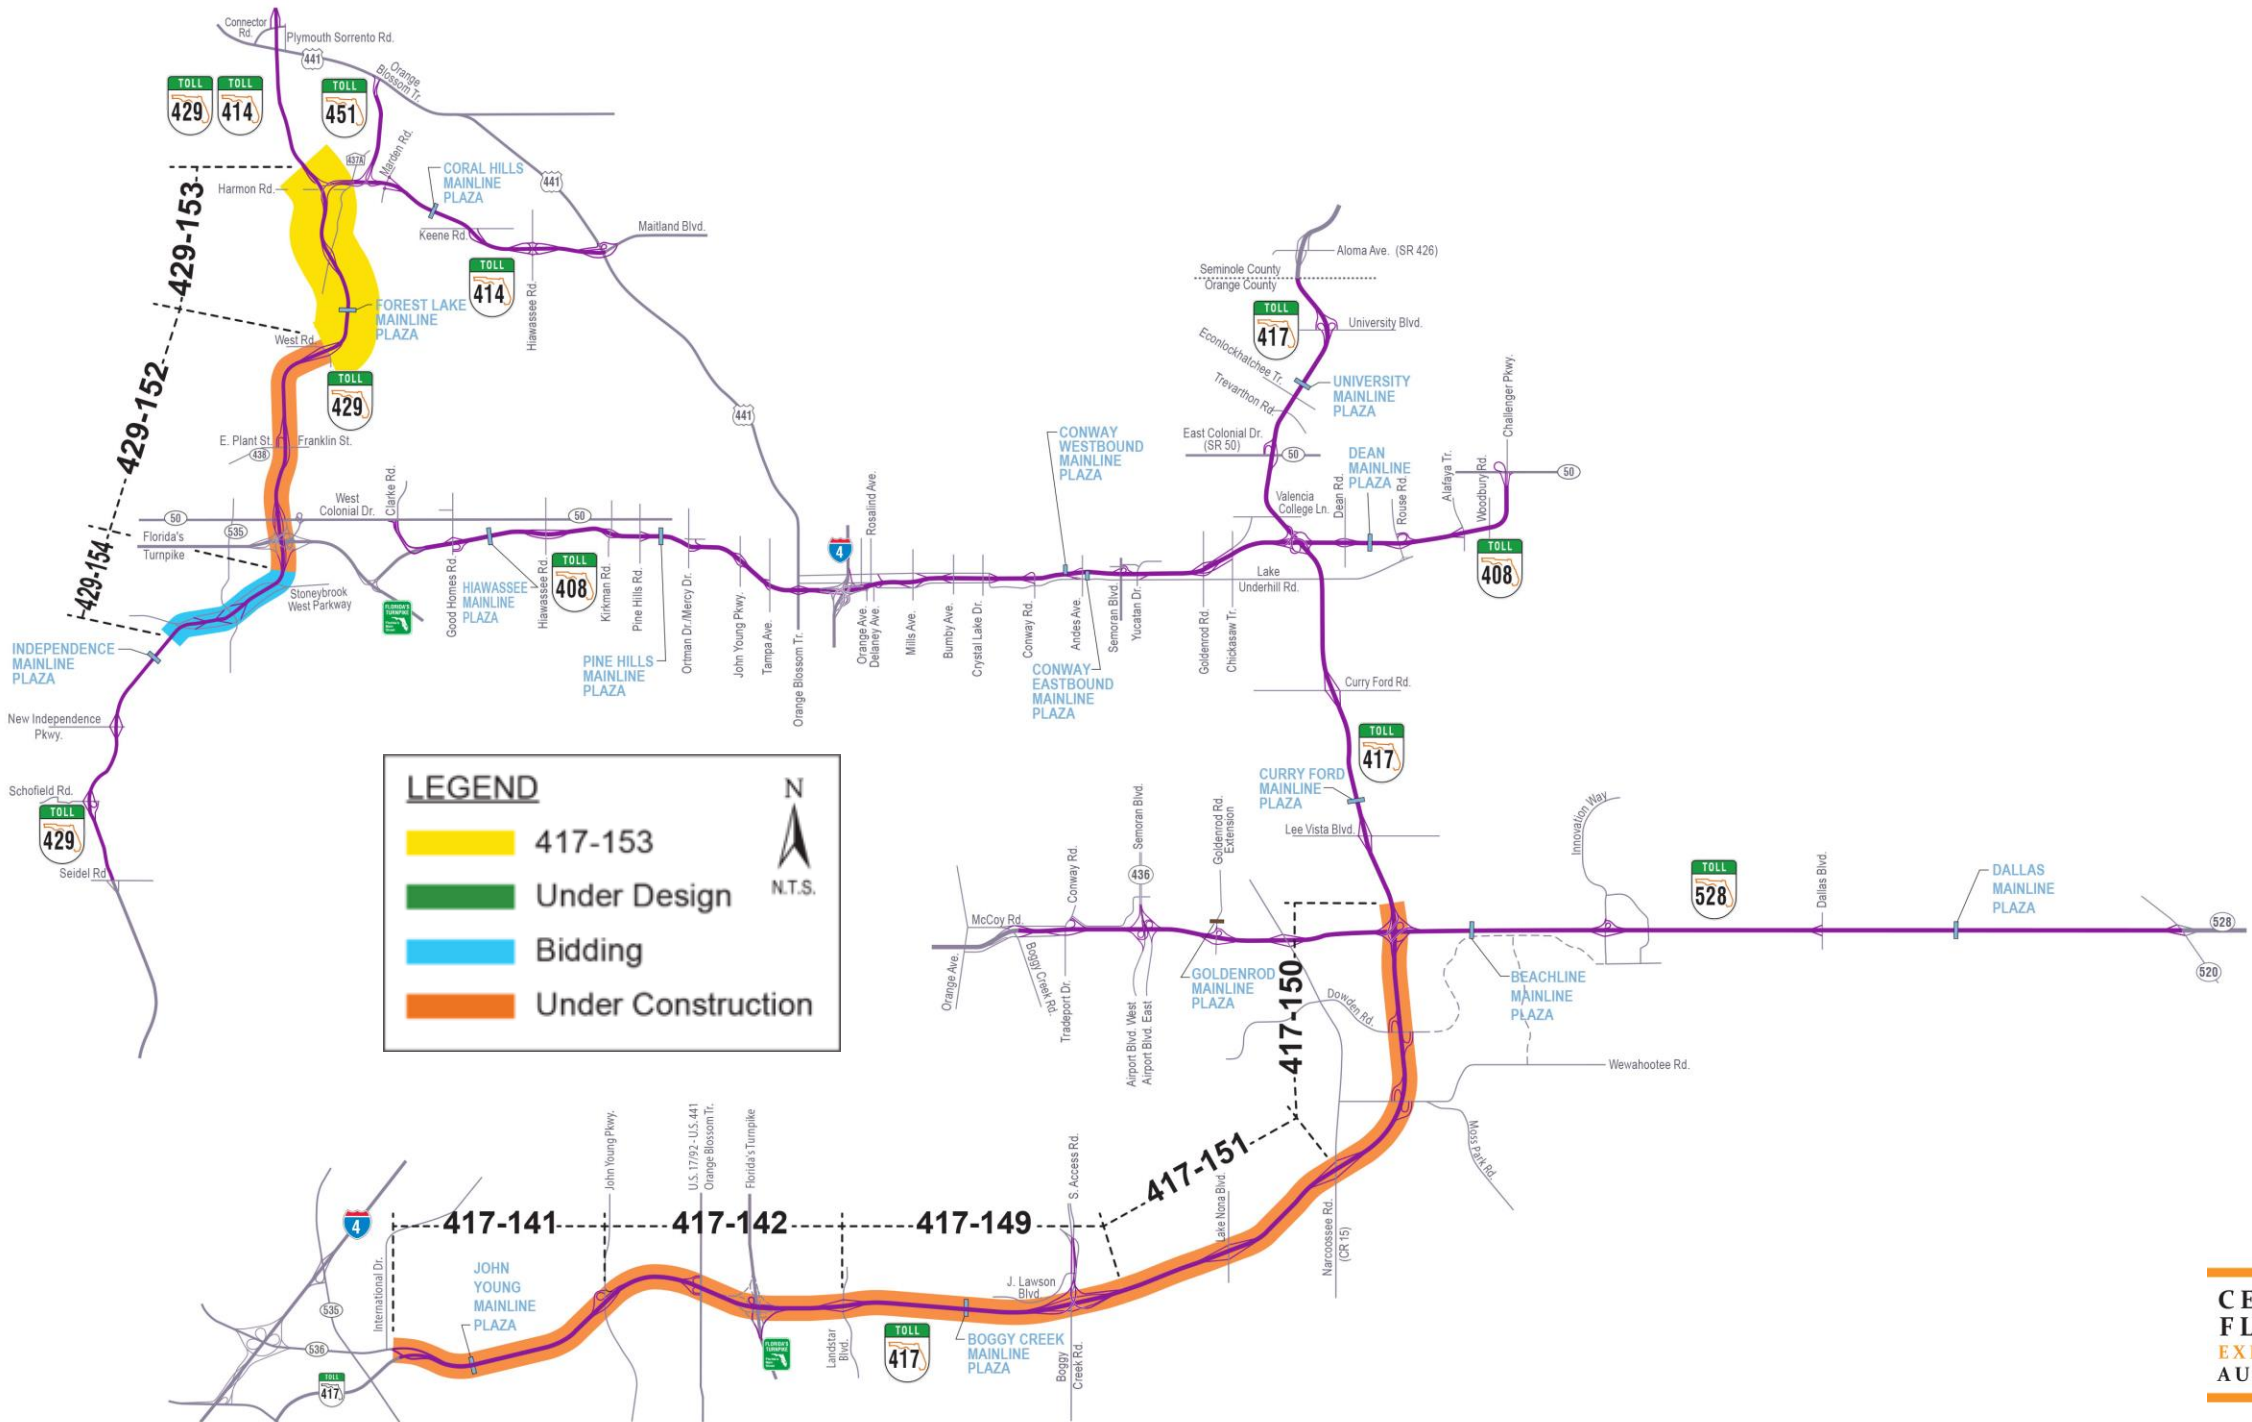 Connector
Rd.
Plymouth Sorrento Rd.
441
Orange
Blossom Tr.
TOLL
429
TOLL
414
TOLL
451
437A
Marden Rd.
Harmon Rd.
CORAL HILLS
MAINLINE
PLAZA
441
Keene Rd.
Maitland Blvd.
TOLL
414
Hiawassee Rd.
429-153
FOREST LAKE
MAINLINE
PLAZA
West Rd.
TOLL
429
429-152
441
E. Plant St.
Franklin St.
438
Clarke Rd.
West
Colonial Dr.
50
50
535
Florida's
Turnpike
429-154
Stoneybrook
West Parkway
FLORIDA'S
TURNPIKE
Good Homes Rd.
HIAWASSEE
MAINLINE
PLAZA
Hiawassee Rd.
TOLL
408
Kirkman Rd.
Pine Hills Rd.
PINE HILLS
MAINLINE
PLAZA
Ortman Dr./Mercy Dr.
John Young Pkwy.
Tampa Ave.
Orange Blossom Tr.
4
Rosalind Ave.
Orange Ave.
Delaney Ave.
Mills Ave.
Bumby Ave.
Crystal Lake Dr.
Conway Rd.
CONWAY
WESTBOUND
MAINLINE
PLAZA
Andes Ave.
CONWAY
EASTBOUND
MAINLINE
PLAZA
Semoran Blvd.
Yucatan Dr.
Goldenrod Rd.
Chickasaw Tr.
Lake
Underhill Rd.
Aloma Ave. (SR 426)
Seminole County
Orange County
TOLL
417
University Blvd.
Econlockhatchee Tr.
Trevarthon Rd.
UNIVERSITY
MAINLINE
PLAZA
East Colonial Dr.
(SR 50)
50
DEAN
MAINLINE
PLAZA
Valencia
College Ln.
Dean Rd.
Rouse Rd.
Alafaya Tr.
Woodbury Rd.
Challenger Pkwy.
50
TOLL
408
INDEPENDENCE
MAINLINE
PLAZA
New Independence
Pkwy.
Schofield Rd.
TOLL
429
Seidel Rd
LEGEND
417-153
Under Design
Bidding
Under Construction
N
N.T.S.
Curry Ford Rd.
TOLL
417
CURRY FORD
MAINLINE
PLAZA
Lee Vista Blvd.
Innovation Way
McCoy Rd.
Orange Ave.
Boggy Creek Rd.
Tradeport Dr.
Conway Rd.
Semoran Blvd.
436
Airport Blvd. West
Airport Blvd. East
Goldenrod Rd.
Extension
GOLDENROD
MAINLINE
PLAZA
417-150
Dowden Rd.
BEACHLINE
MAINLINE
PLAZA
TOLL
528
Dallas Blvd.
DALLAS
MAINLINE
PLAZA
528
520
Wewahootee Rd.
Moss Park Rd.
417-151
Lake Nona Blvd.
Narcoossee Rd.
(CR 15)
S. Access Rd.
J. Lawson
Blvd.
Boggy
Creek Rd.
417-149
BOGGY CREEK
MAINLINE
PLAZA
TOLL
417
Landstar
Blvd.
417-142
FLORIDA'S
TURNPIKE
Florida's Turnpike
U.S. 17/92 - U.S. 441
Orange Blossom Tr.
John Young Pkwy.
417-141
JOHN
YOUNG
MAINLINE
PLAZA
International Dr.
4
535
536
TOLL
417
CE
FL
EX
AU